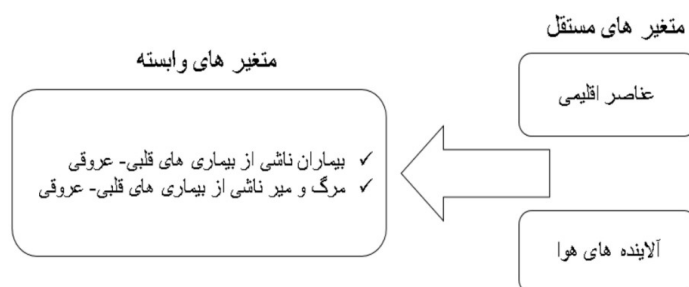 متغیر های مستقل
عناصر اقلیمی
آلاینده های هوا
متغیر های وابسته
✓ بیماران ناشی از بیماری های قلبی- عروقی
✓ مرگ و میر ناشی از بیماری های قلبی- عروقی